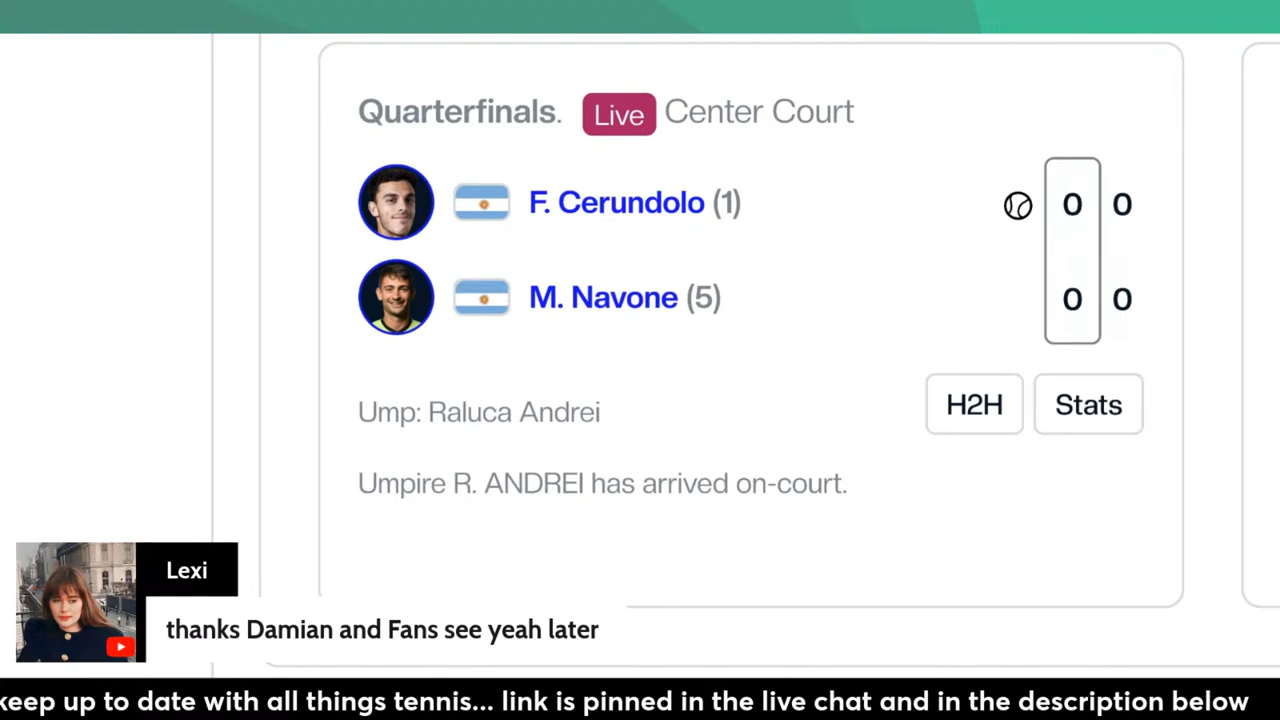 Quarterfinals. Live Center Court
F. Cerundolo (1) 0 0
M. Navone (5) 0 0
H2H Stats
Ump: Raluca Andrei
Umpire R. ANDREI has arrived on-court.
Lexi
thanks Damian and Fans see yeah later
keep up to date with all things tennis... link is pinned in the live chat and in the description below